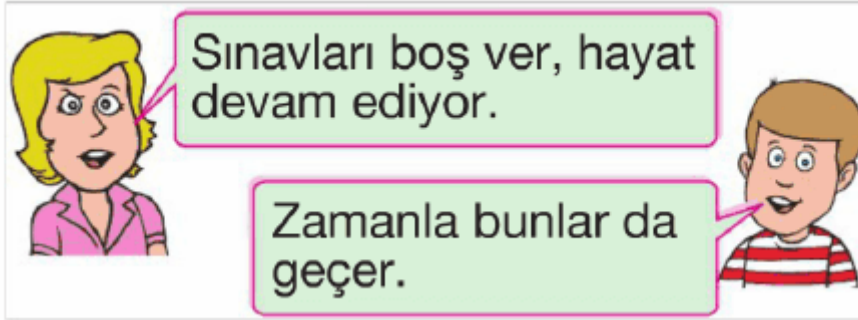 Sınavları boş ver, hayat
devam ediyor.
Zamanla bunlar da
geçer.